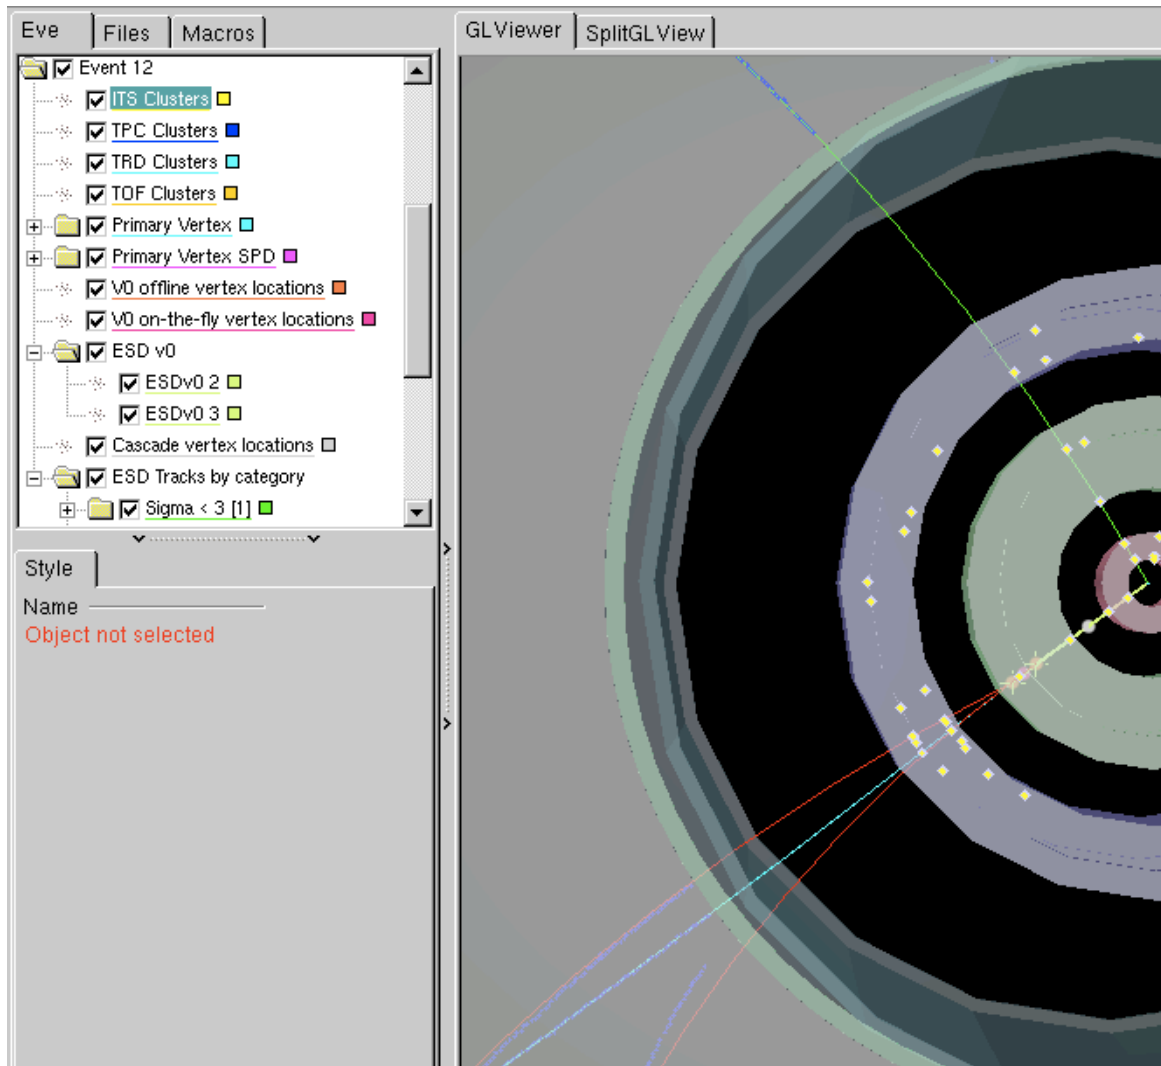 Eve Files Macros GLViewer SplitGLView
Event 12
ITS Clusters
TPC Clusters
TRD Clusters
TOF Clusters
Primary Vertex
Primary Vertex SPD
V0 offline vertex locations
V0 on-the-fly vertex locations
ESD v0
ESDv0 2
ESDv0 3
Cascade vertex locations
ESD Tracks by category
Sigma < 3 [1]
Style
Name
Object not selected